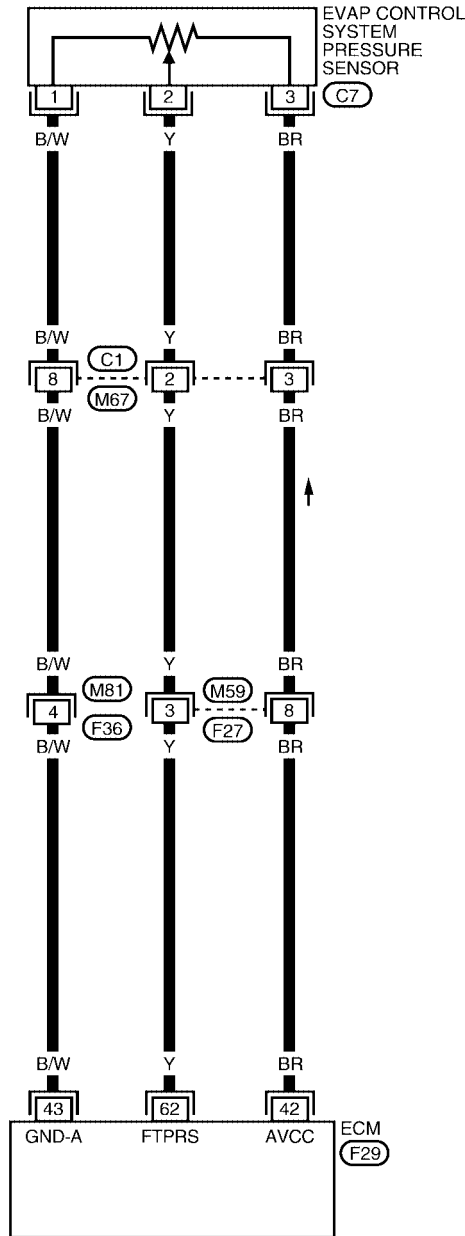 EVAP CONTROL
SYSTEM
PRESSURE
SENSOR
1 2 3 C7
B/W Y BR
B/W Y BR
C1
8 2 3
M67
B/W Y BR
B/W Y BR
M81 M59
4 3 8
F36 F27
B/W Y BR
B/W Y BR
43 62 42
GND-A FTPRS AVCC ECM
F29